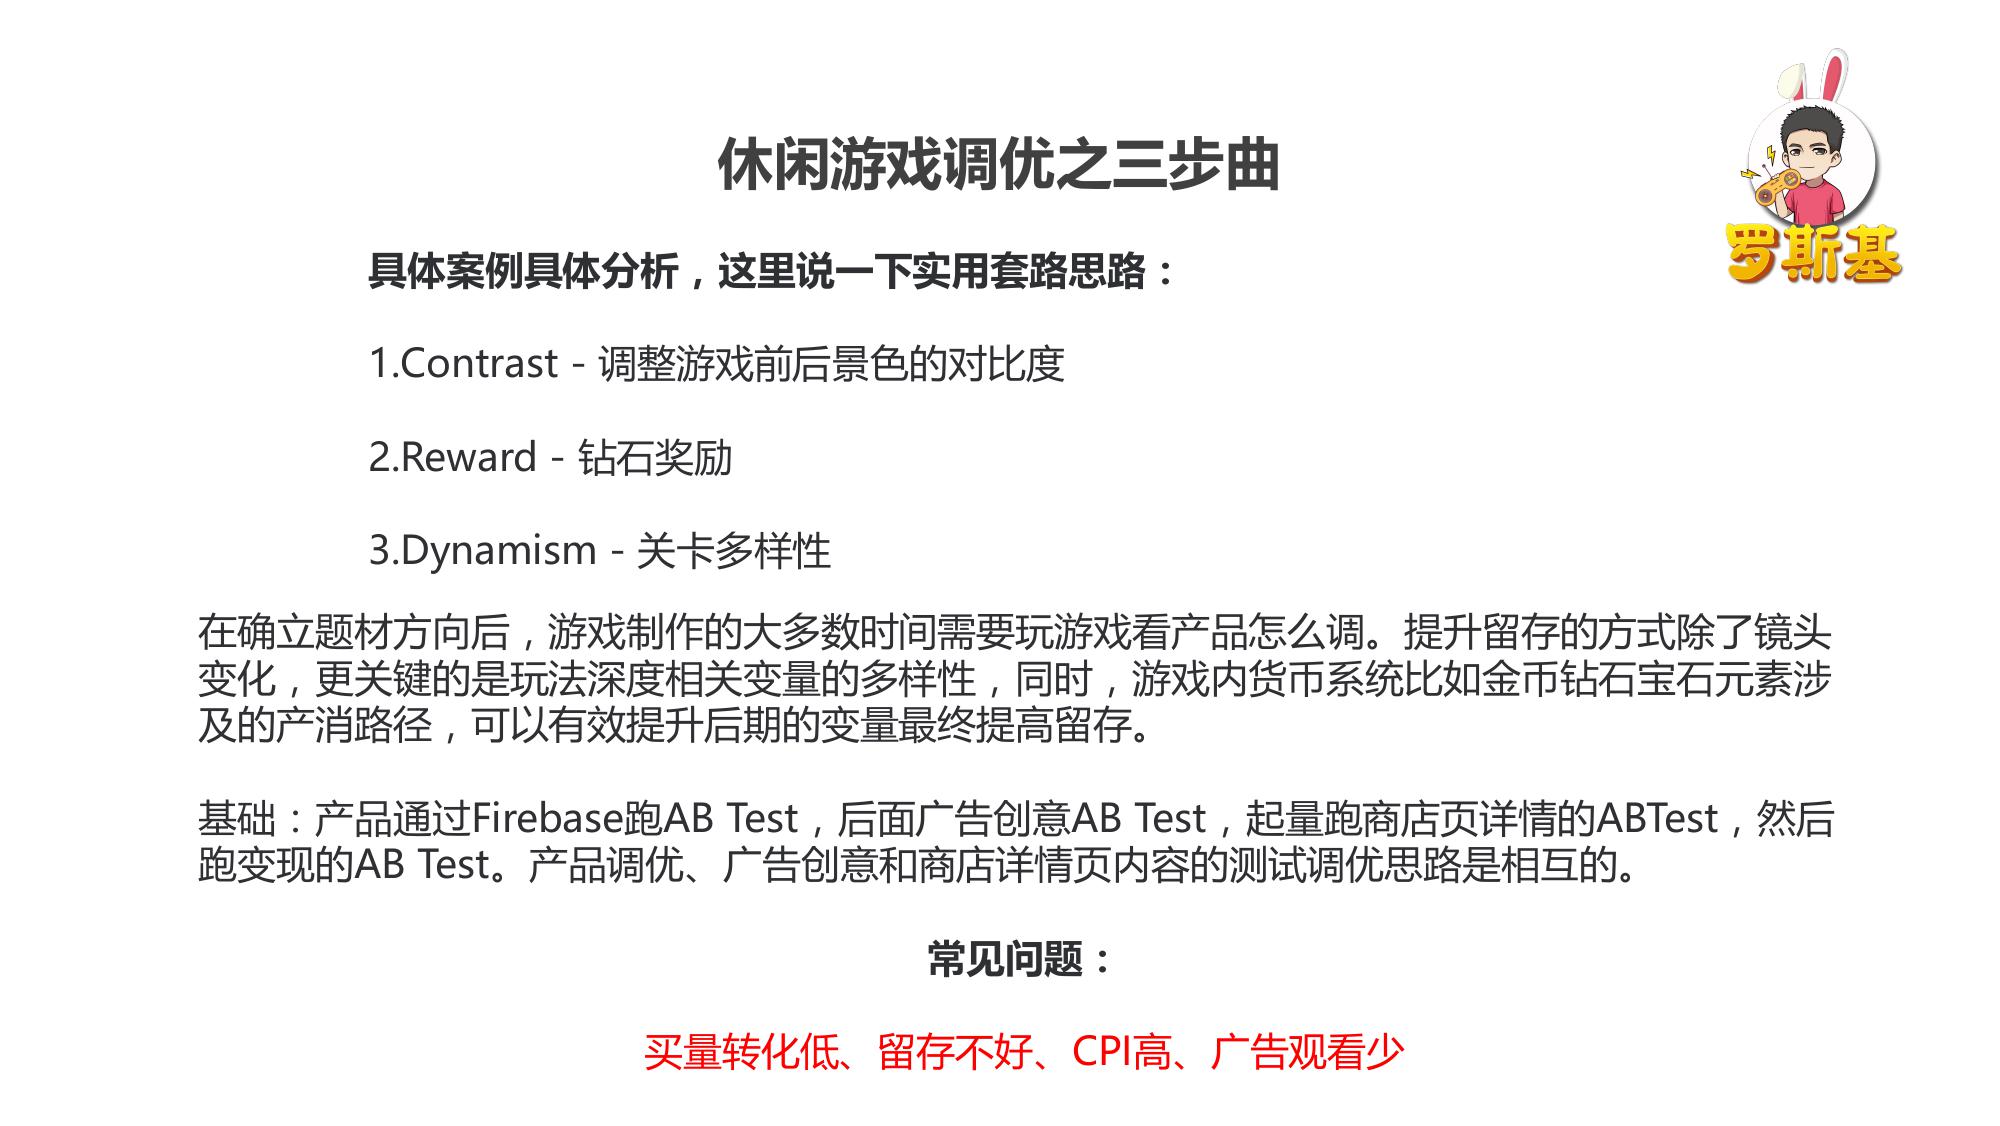 休闲游戏调优之三步曲
罗斯基
具体案例具体分析，这里说一下实用套路思路：
1.Contrast - 调整游戏前后景色的对比度
2.Reward - 钻石奖励
3.Dynamism - 关卡多样性
在确立题材方向后，游戏制作的大多数时间需要玩游戏看产品怎么调。提升留存的方式除了镜头
变化，更关键的是玩法深度相关变量的多样性，同时，游戏内货币系统比如金币钻石宝石元素涉
及的产消路径，可以有效提升后期的变量最终提高留存。
基础：产品通过Firebase跑AB Test，后面广告创意AB Test，起量跑商店页详情的ABTest，然后
跑变现的AB Test。产品调优、广告创意和商店详情页内容的测试调优思路是相互的。
常见问题：
买量转化低、留存不好、CPI高、广告观看少